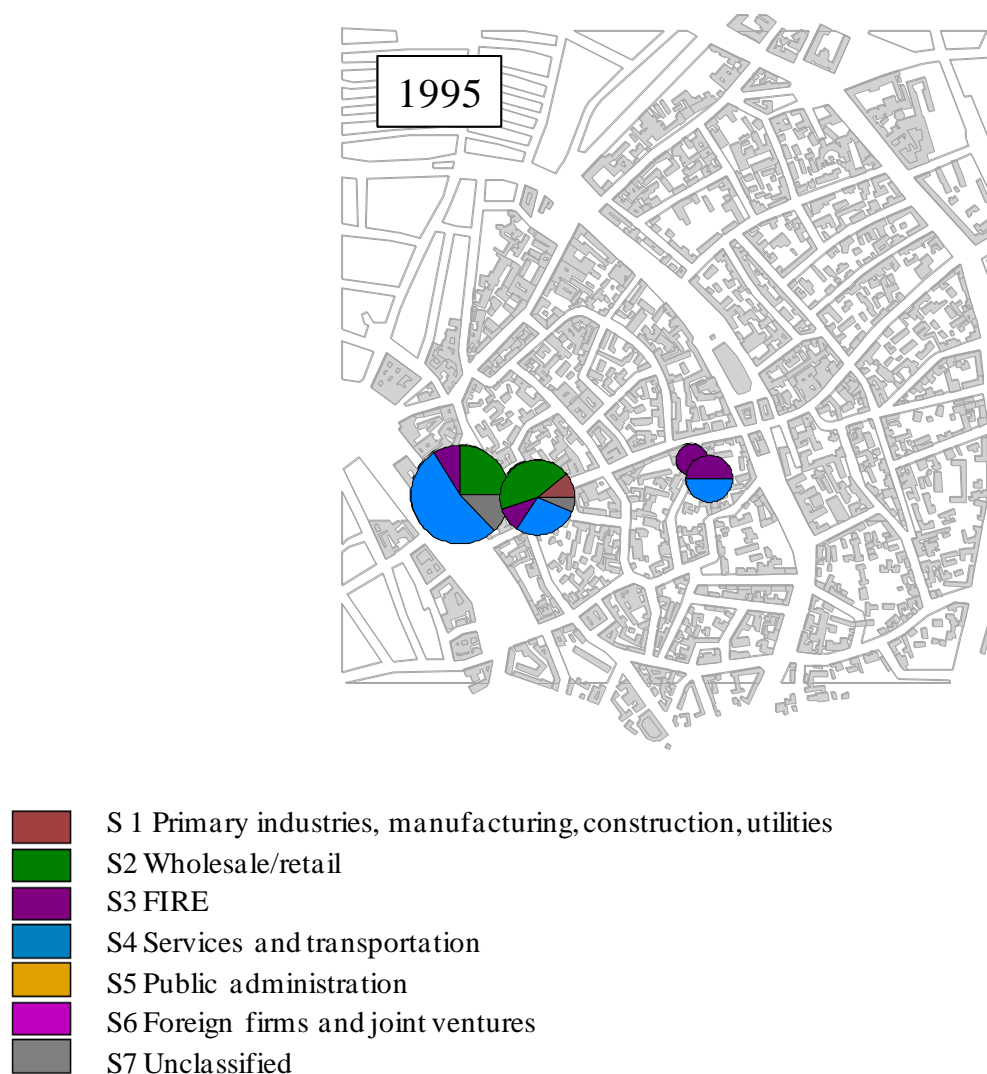 1995
S 1 Primary industries, manufacturing, construction, utilities
S2 Wholesale/retail
S3 FIRE
S4 Services and transportation
S5 Public administration
S6 Foreign firms and joint ventures
S7 Unclassified